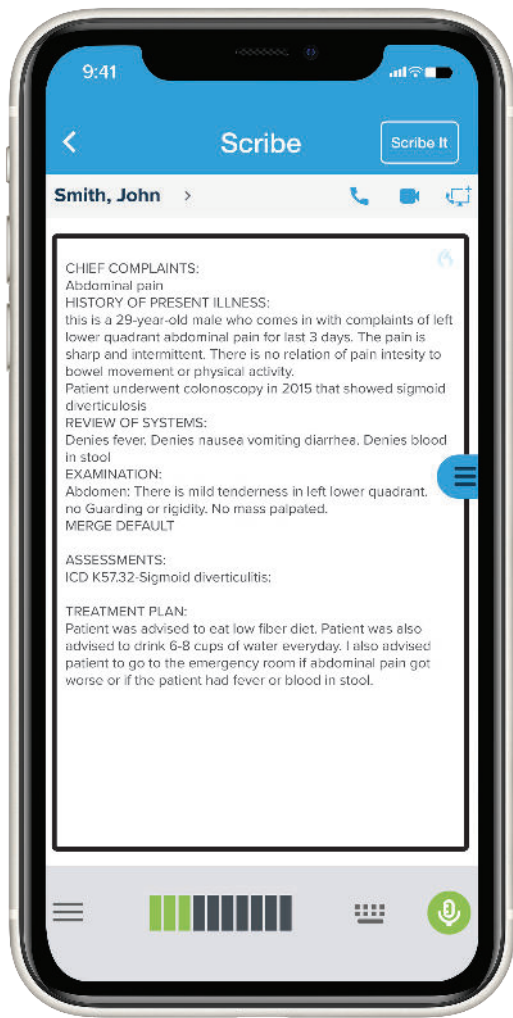 9:41
Scribe
Scribe It
Smith, John >
CHIEF COMPLAINTS:
Abdominal pain
HISTORY OF PRESENT ILLNESS:
this is a 29-year-old male who comes in with complaints of left
lower quadrant abdominal pain for last 3 days. The pain is
sharp and intermittent. There is no relation of pain intesity to
bowel movement or physical activity.
Patient underwent colonoscopy in 2015 that showed sigmoid
diverticulosis
REVIEW OF SYSTEMS:
Denies fever. Denies nausea vomiting diarrhea. Denies blood
in stool
EXAMINATION:
Abdomen: There is mild tenderness in left lower quadrant.
no Guarding or rigidity. No mass palpated.
MERGE DEFAULT
ASSESSMENTS:
ICD K57.32-Sigmoid diverticulitis:
TREATMENT PLAN:
Patient was advised to eat low fiber diet. Patient was also
advised to drink 6-8 cups of water everyday. I also advised
patient to go to the emergency room if abdominal pain got
worse or if the patient had fever or blood in stool.